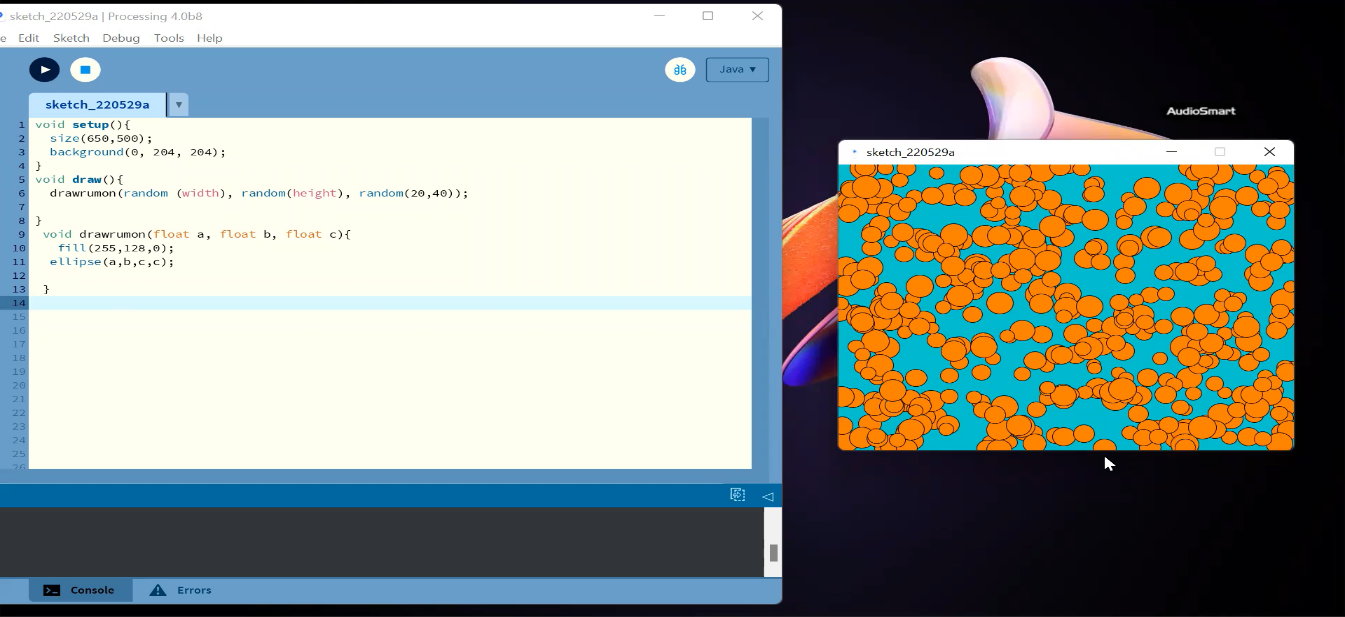 sketch_220529a | Processing 4.0b8
e Edit Sketch Debug Tools Help
Java ▼
sketch_220529a ▼
1 void setup(){
2 size(650,500);
3 background(0, 204, 204);
4 }
5 void draw(){
6 drawrumon(random (width), random(height), random(20,40));
7
8 }
9 void drawrumon(float a, float b, float c){
10 fill(255,128,0);
11 ellipse(a,b,c,c);
12
13 }
14
15
16
17
18
19
20
21
22
23
24
25
26
Console Errors
AudioSmart
sketch_220529a